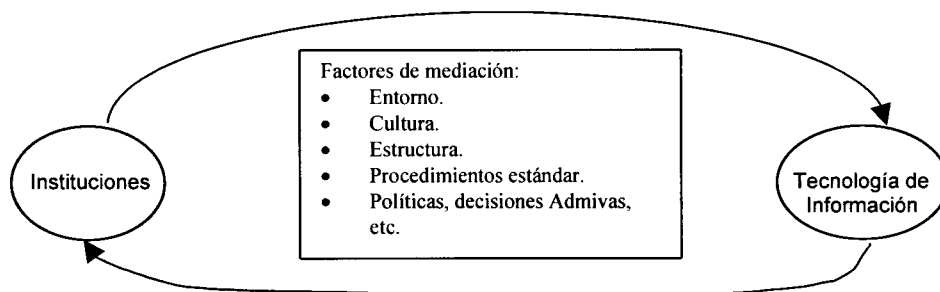 Factores de mediación:
• Entorno.
• Cultura.
• Estructura.
• Procedimientos estándar.
• Políticas, decisiones Admivas,
etc.
Instituciones
Tecnología de
Información